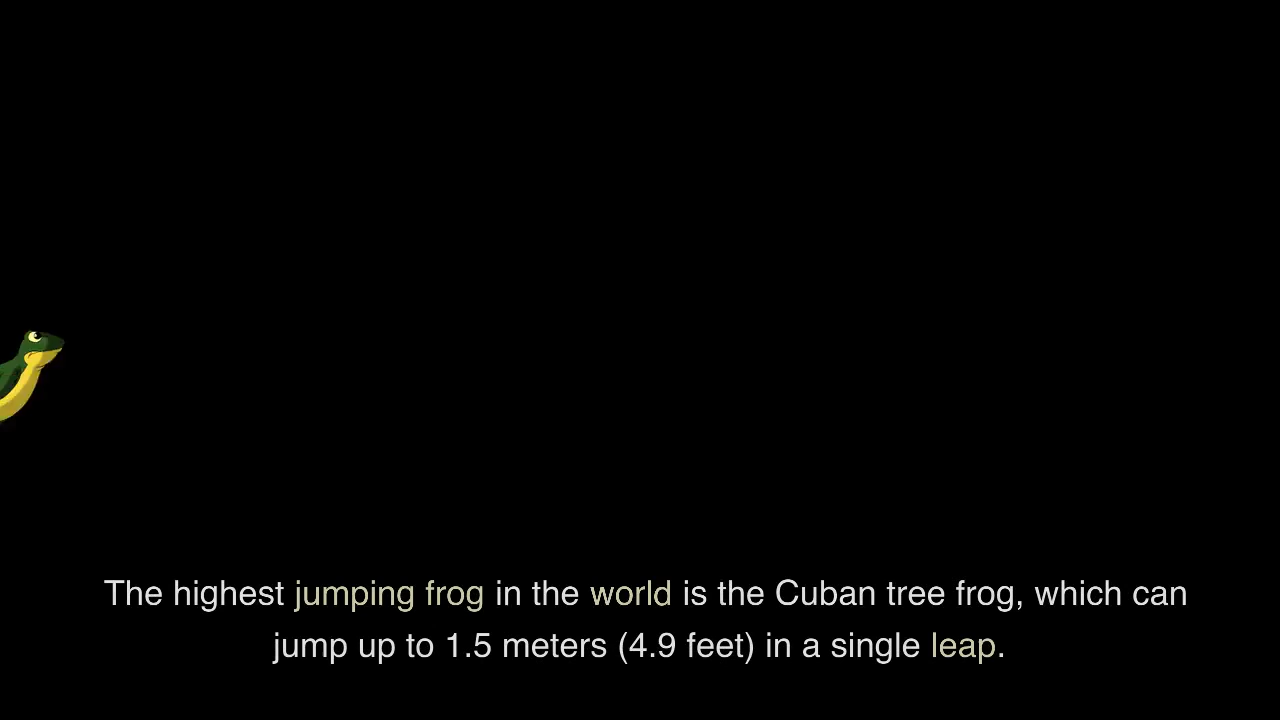 The highest jumping frog in the world is the Cuban tree frog, which can
jump up to 1.5 meters (4.9 feet) in a single leap.